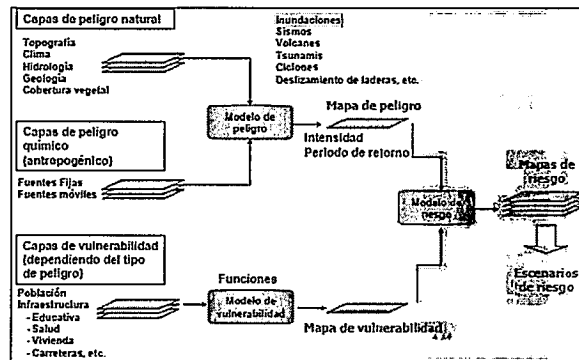 Capas de peligro natural
Topografía
Clima
Hidrología
Geología
Cobertura vegetal
Inundaciones
Sismos
Volcanes
Tsunamis
Ciclones
Deslizamiento de laderas, etc.
Modelo de
peligro
Mapa de peligro
Intensidad
Periodo de retorno
Capas de peligro
químico
(antropogénico)
Fuentes Fijas
Fuentes móviles
Modelo de
riesgo
Mapas de
riesgo
Escenarios
de riesgo
Capas de vulnerabilidad
(dependiendo del tipo
de peligro)
Población
Infraestructura
- Educativa
- Salud
- Vivienda
- Carreteras, etc.
Funciones
Modelo de
vulnerabilidad
Mapa de vulnerabilidad